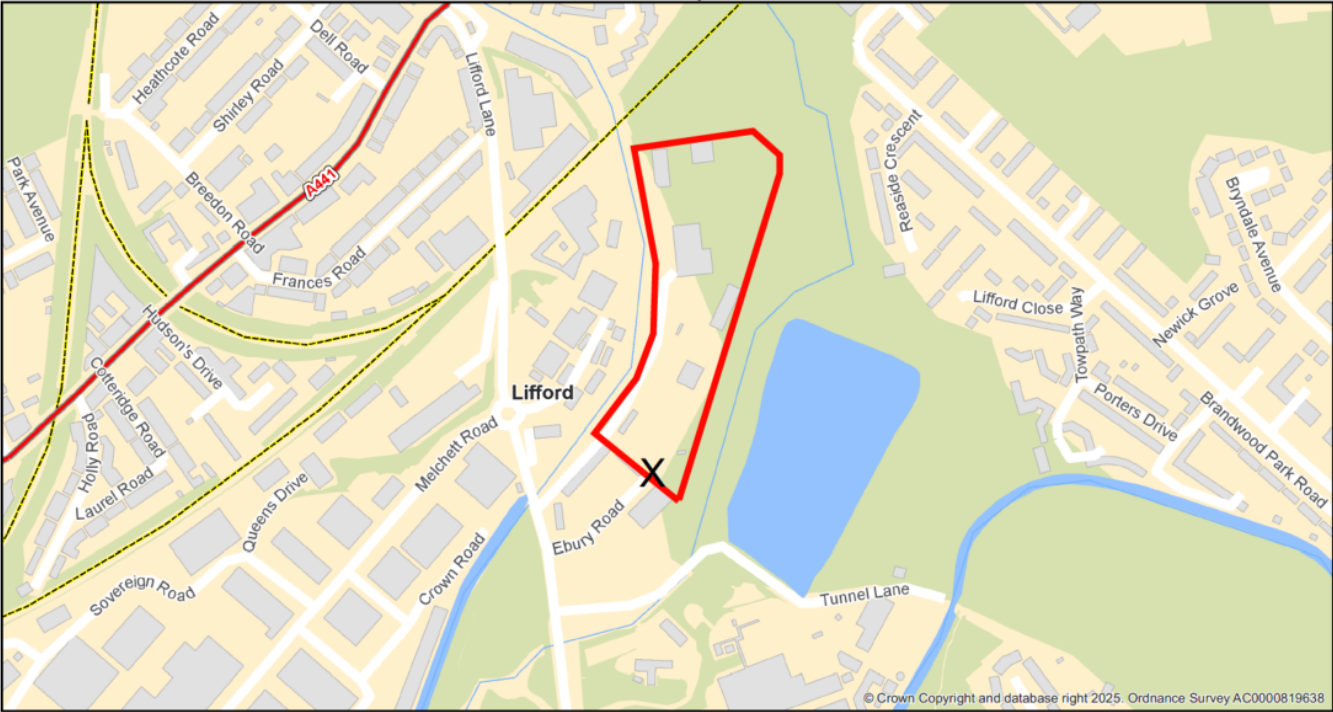 Heathcote Road
Dell Road
Shirley Road
Lifford Lane
Park Avenue
A441
Breedon Road
Frances Road
Reaside Crescent
Bryndale Avenue
Hudson's Drive
Lifford Close
Towpath Way
Newick Grove
Cotteridge Road
Lifford
Porters Drive
Brandwood Park Road
Holly Road
Laurel Road
Melchett Road
Queens Drive
X
Ebury Road
Crown Road
Sovereign Road
Tunnel Lane
© Crown Copyright and database right 2025. Ordnance Survey AC0000819638